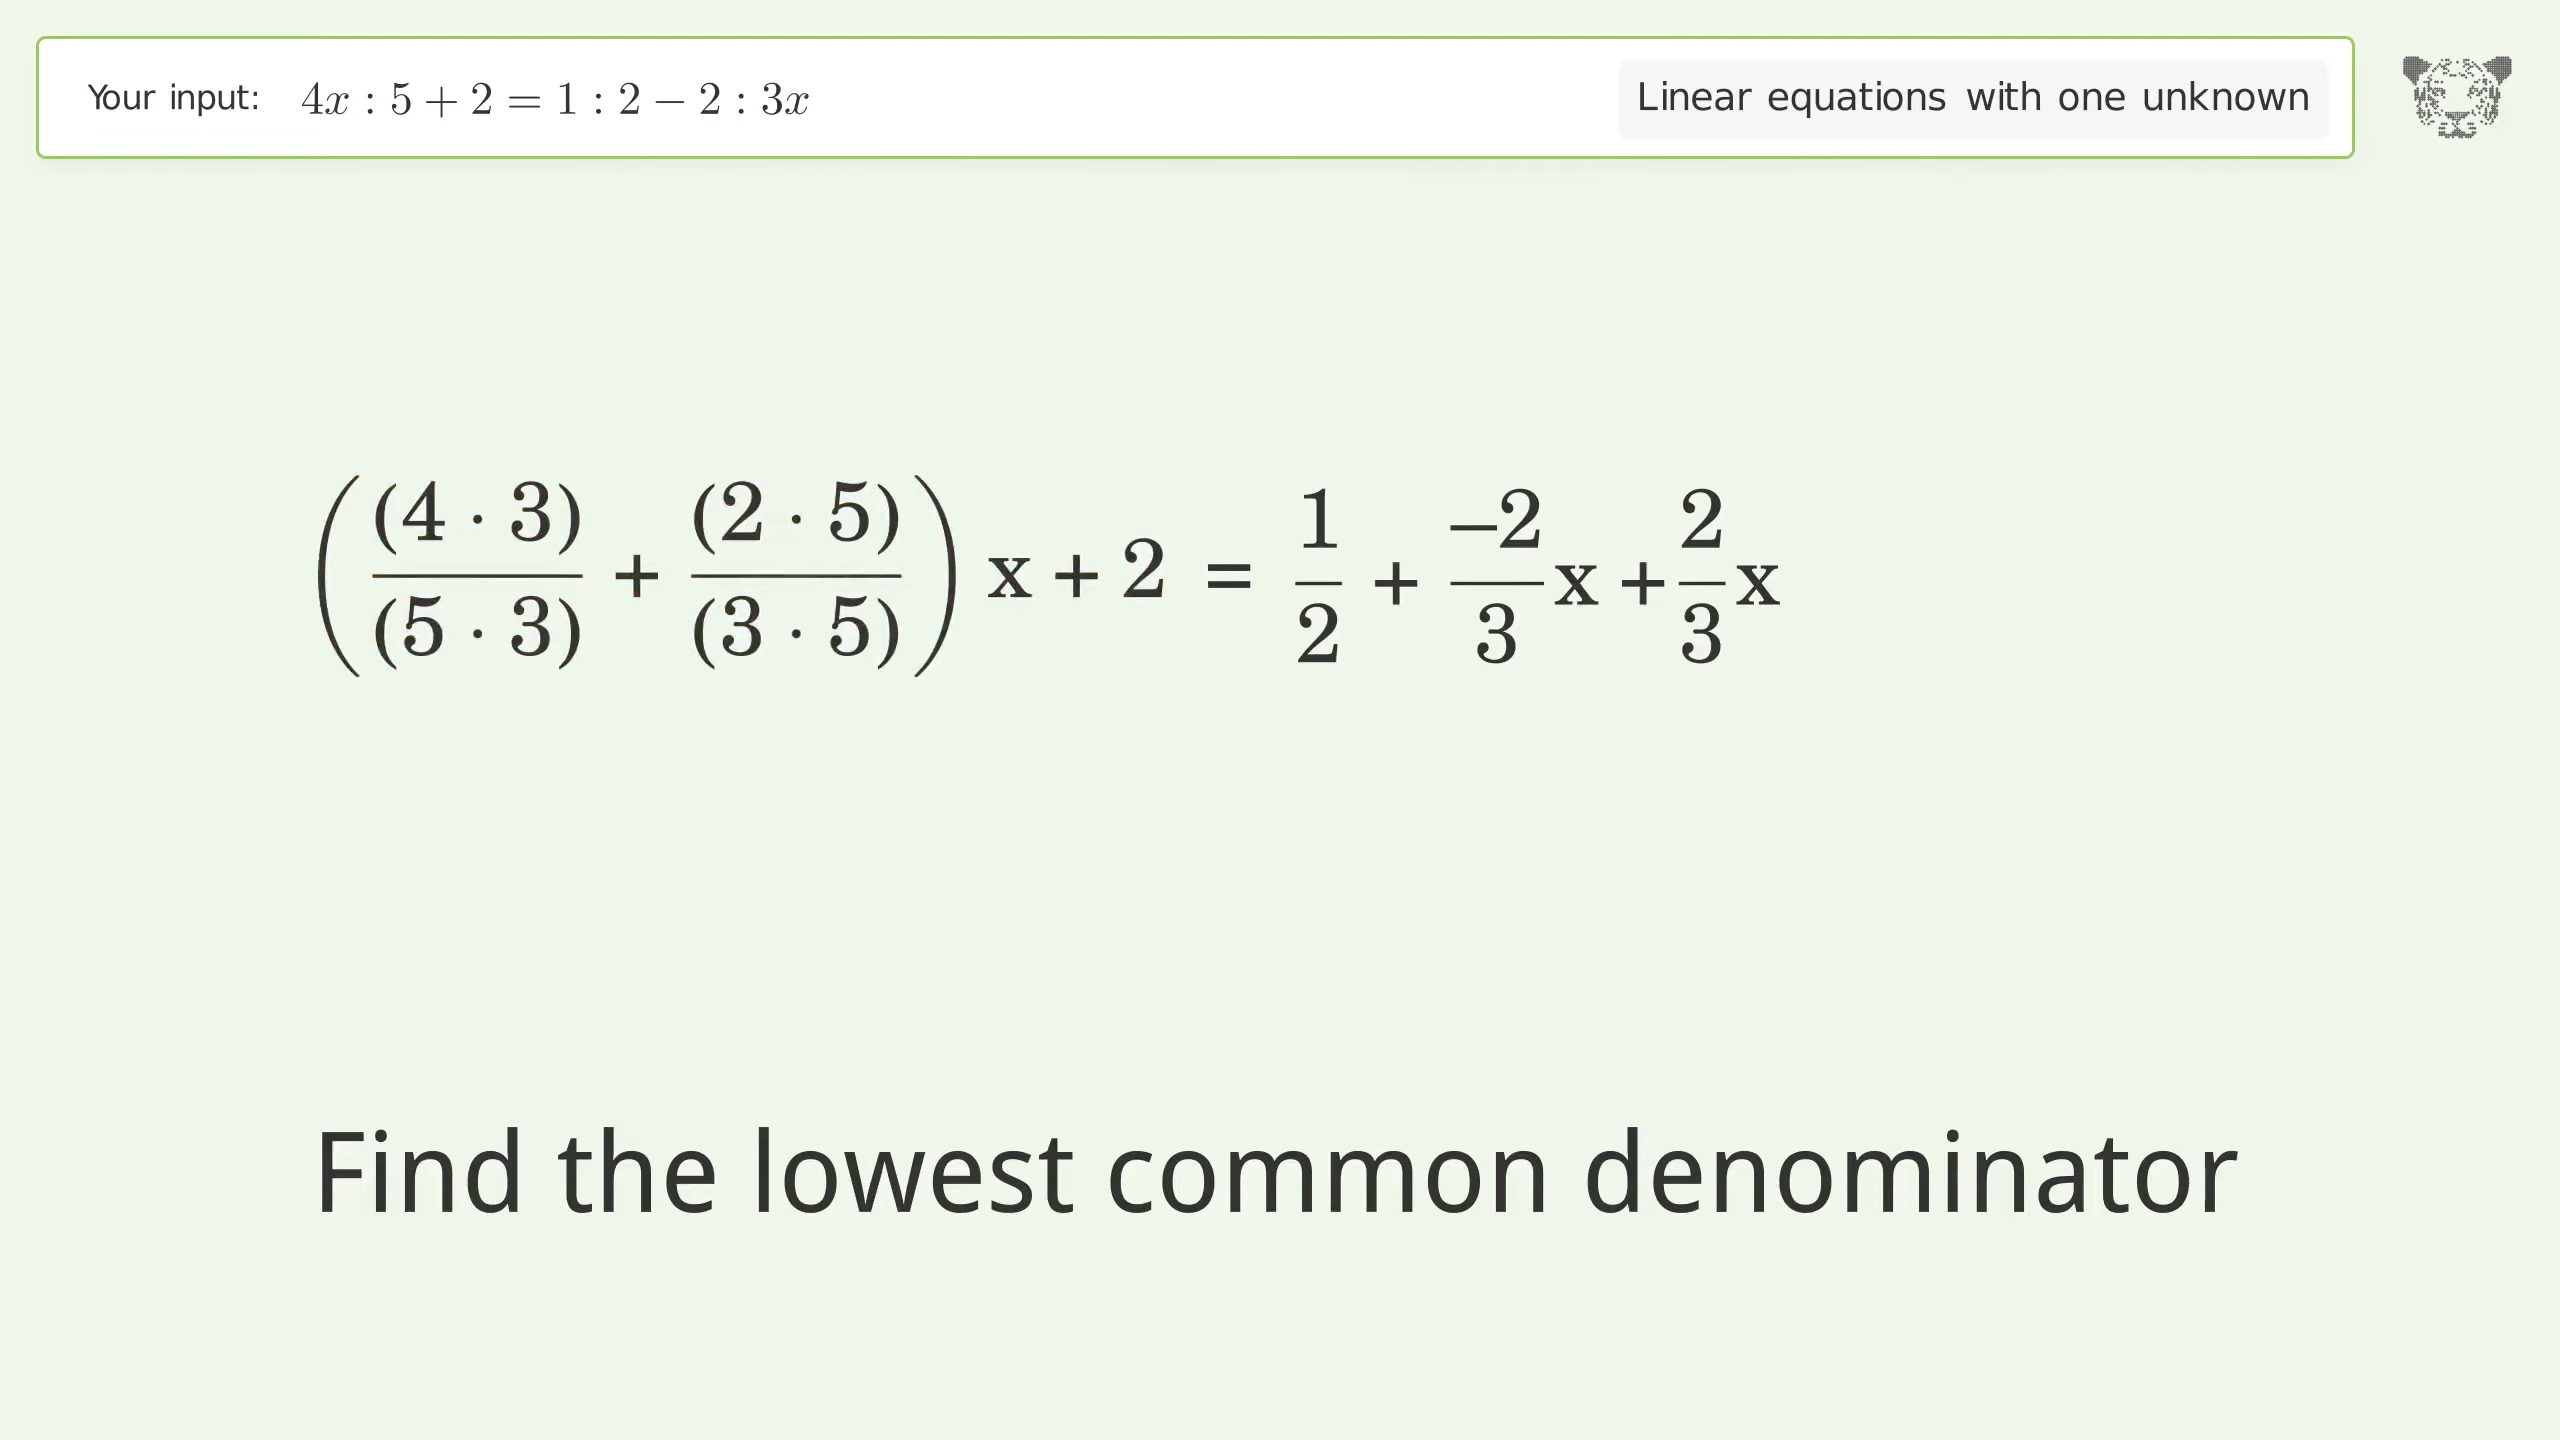 Your input: 4x : 5 + 2 = 1 : 2 − 2 : 3x
Linear equations with one unknown
((4 · 3)/(5 · 3) + (2 · 5)/(3 · 5)) x + 2 = 1/2 + −2/3 x + 2/3 x
Find the lowest common denominator